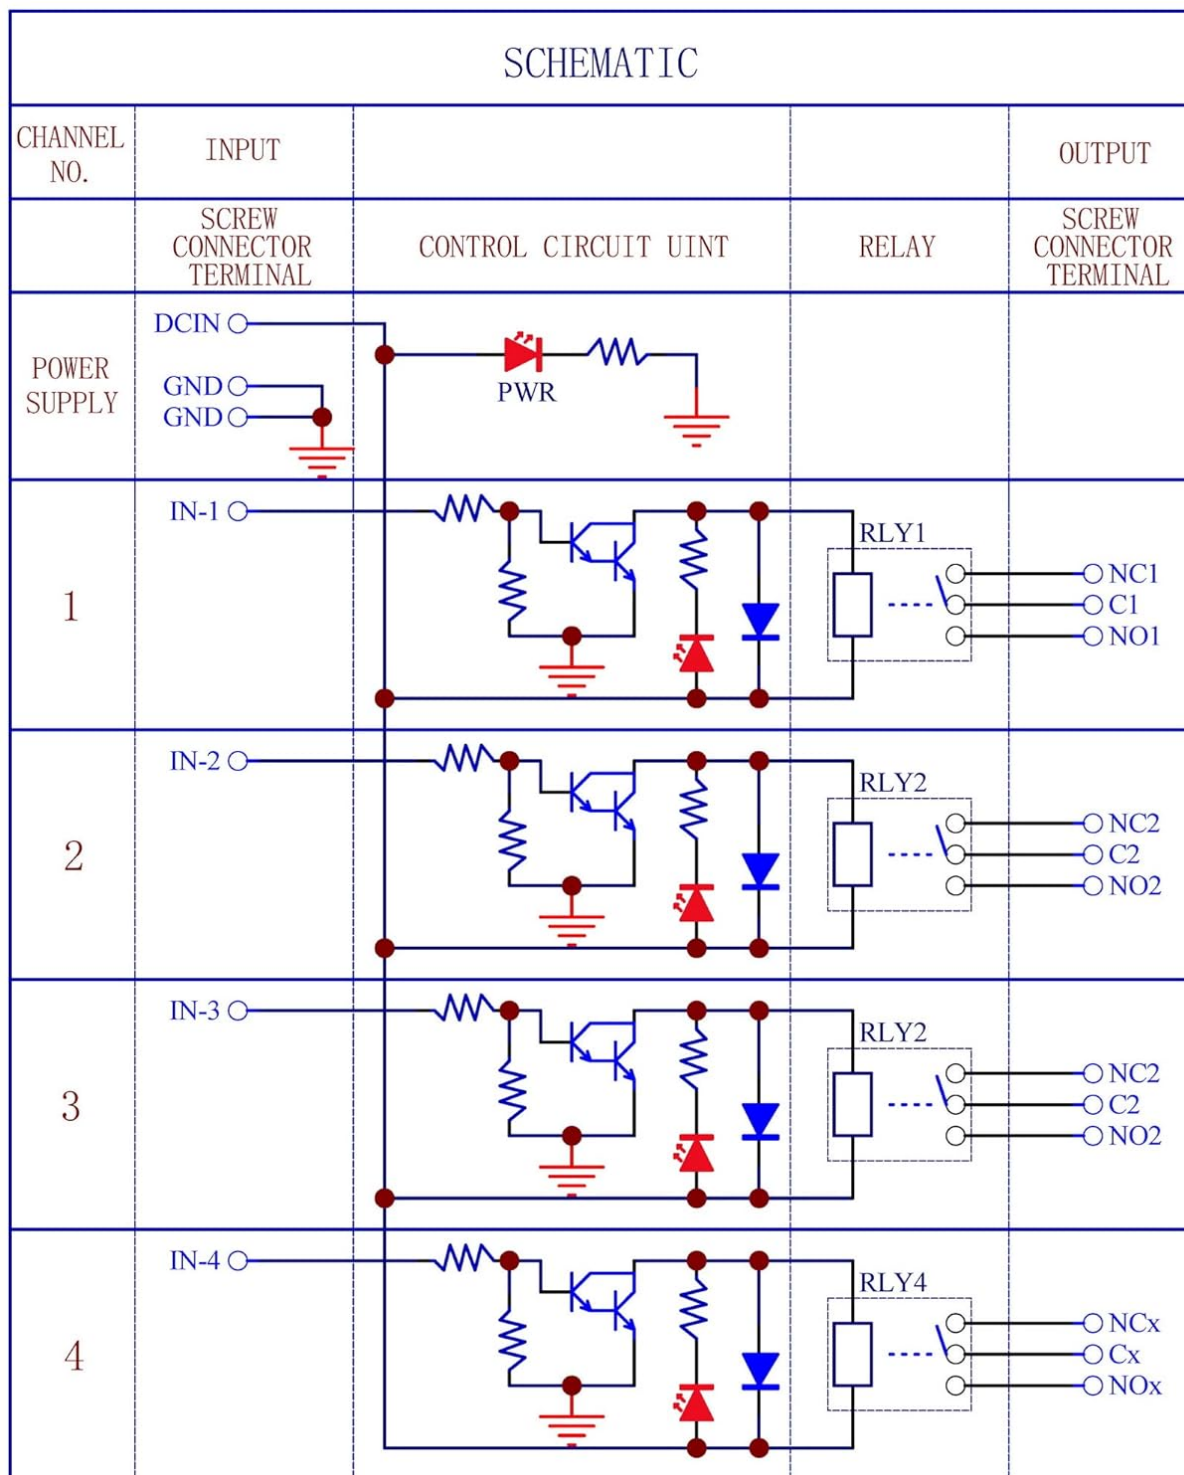 SCHEMATIC
CHANNEL
NO.
INPUT
OUTPUT
SCREW
CONNECTOR
TERMINAL
CONTROL CIRCUIT UINT
RELAY
SCREW
CONNECTOR
TERMINAL
POWER
SUPPLY
DCIN
GND
GND
PWR
1
IN-1
RLY1
NC1
C1
NO1
2
IN-2
RLY2
NC2
C2
NO2
3
IN-3
RLY2
NC2
C2
NO2
4
IN-4
RLY4
NCx
Cx
NOx